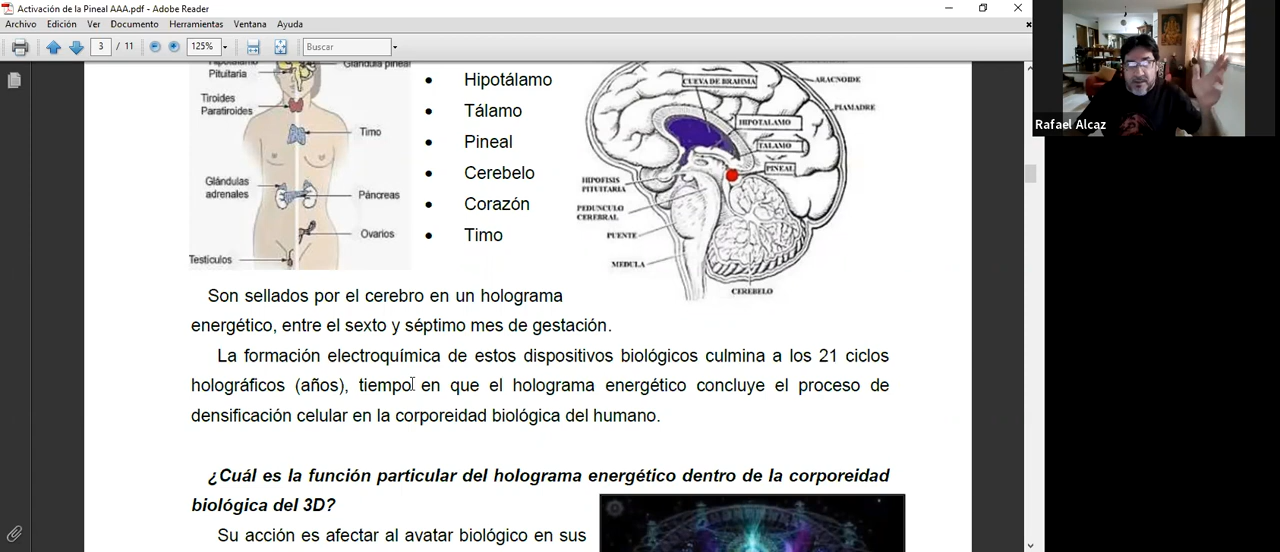 Activación de la Pineal AAA.pdf - Adobe Reader
Archivo Edición Ver Documento Herramientas Ventana Ayuda
3 / 11 125% Buscar
Hipotálamo
Pituitaria
Glándula pineal
Tiroides
Paratiroides
Timo
Glándulas
adrenales
Páncreas
Ovarios
Testículos
• Hipotálamo
• Tálamo
• Pineal
• Cerebelo
• Corazón
• Timo
CUEVA DE BRAHMA
ARACNOIDE
PIAMADRE
HIPOTALAMO
TALAMO
PINEAL
HIPOFISIS
PITUITARIA
PEDUNCULO
CEREBRAL
PUENTE
MEDULA
CEREBELO
Son sellados por el cerebro en un holograma
energético, entre el sexto y séptimo mes de gestación.
La formación electroquímica de estos dispositivos biológicos culmina a los 21 ciclos
holográficos (años), tiempo en que el holograma energético concluye el proceso de
densificación celular en la corporeidad biológica del humano.
¿Cuál es la función particular del holograma energético dentro de la corporeidad
biológica del 3D?
Su acción es afectar al avatar biológico en sus
Rafael Alcaz